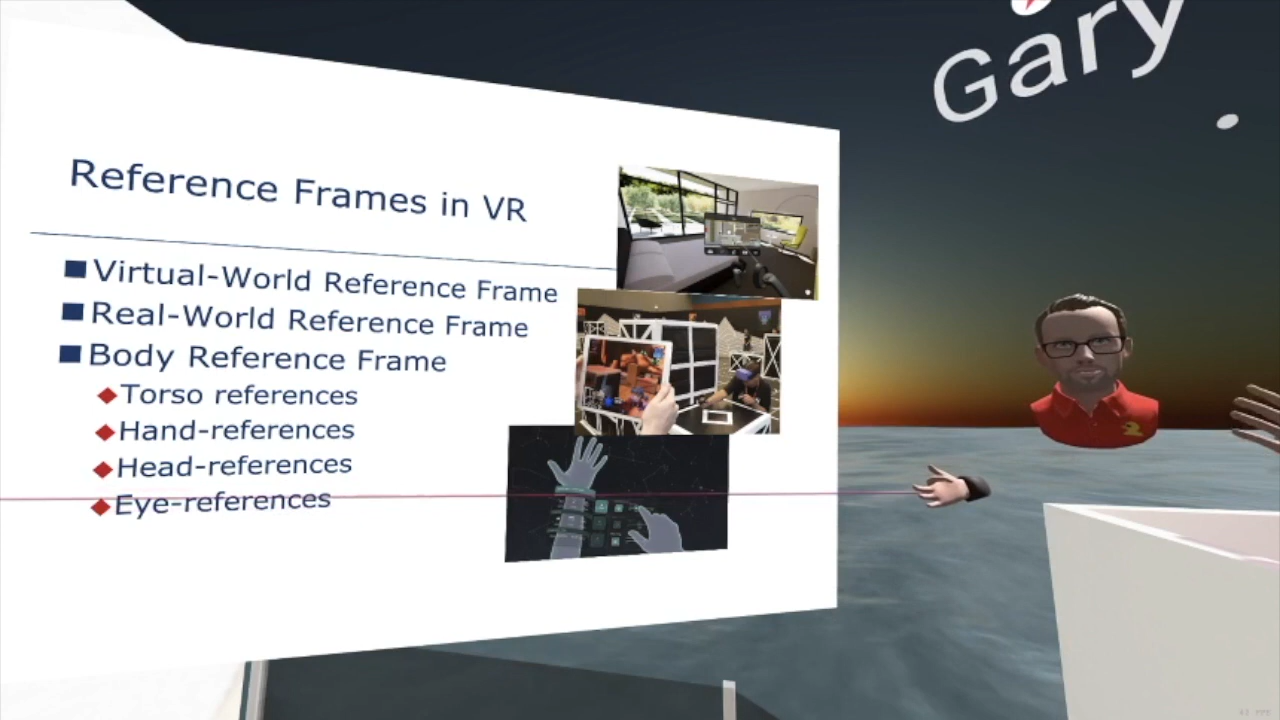 Gary
Reference Frames in VR
Virtual-World Reference Frame
Real-World Reference Frame
Body Reference Frame
Torso references
Hand-references
Head-references
Eye-references